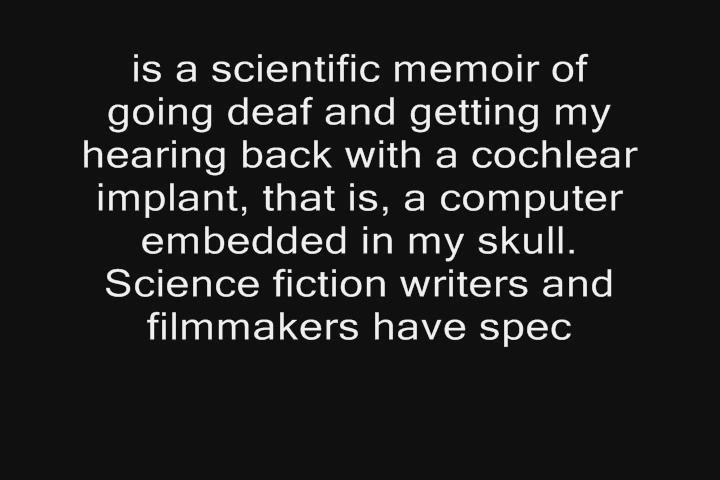 is a scientific memoir of
going deaf and getting my
hearing back with a cochlear
implant, that is, a computer
embedded in my skull.
Science fiction writers and
filmmakers have spec